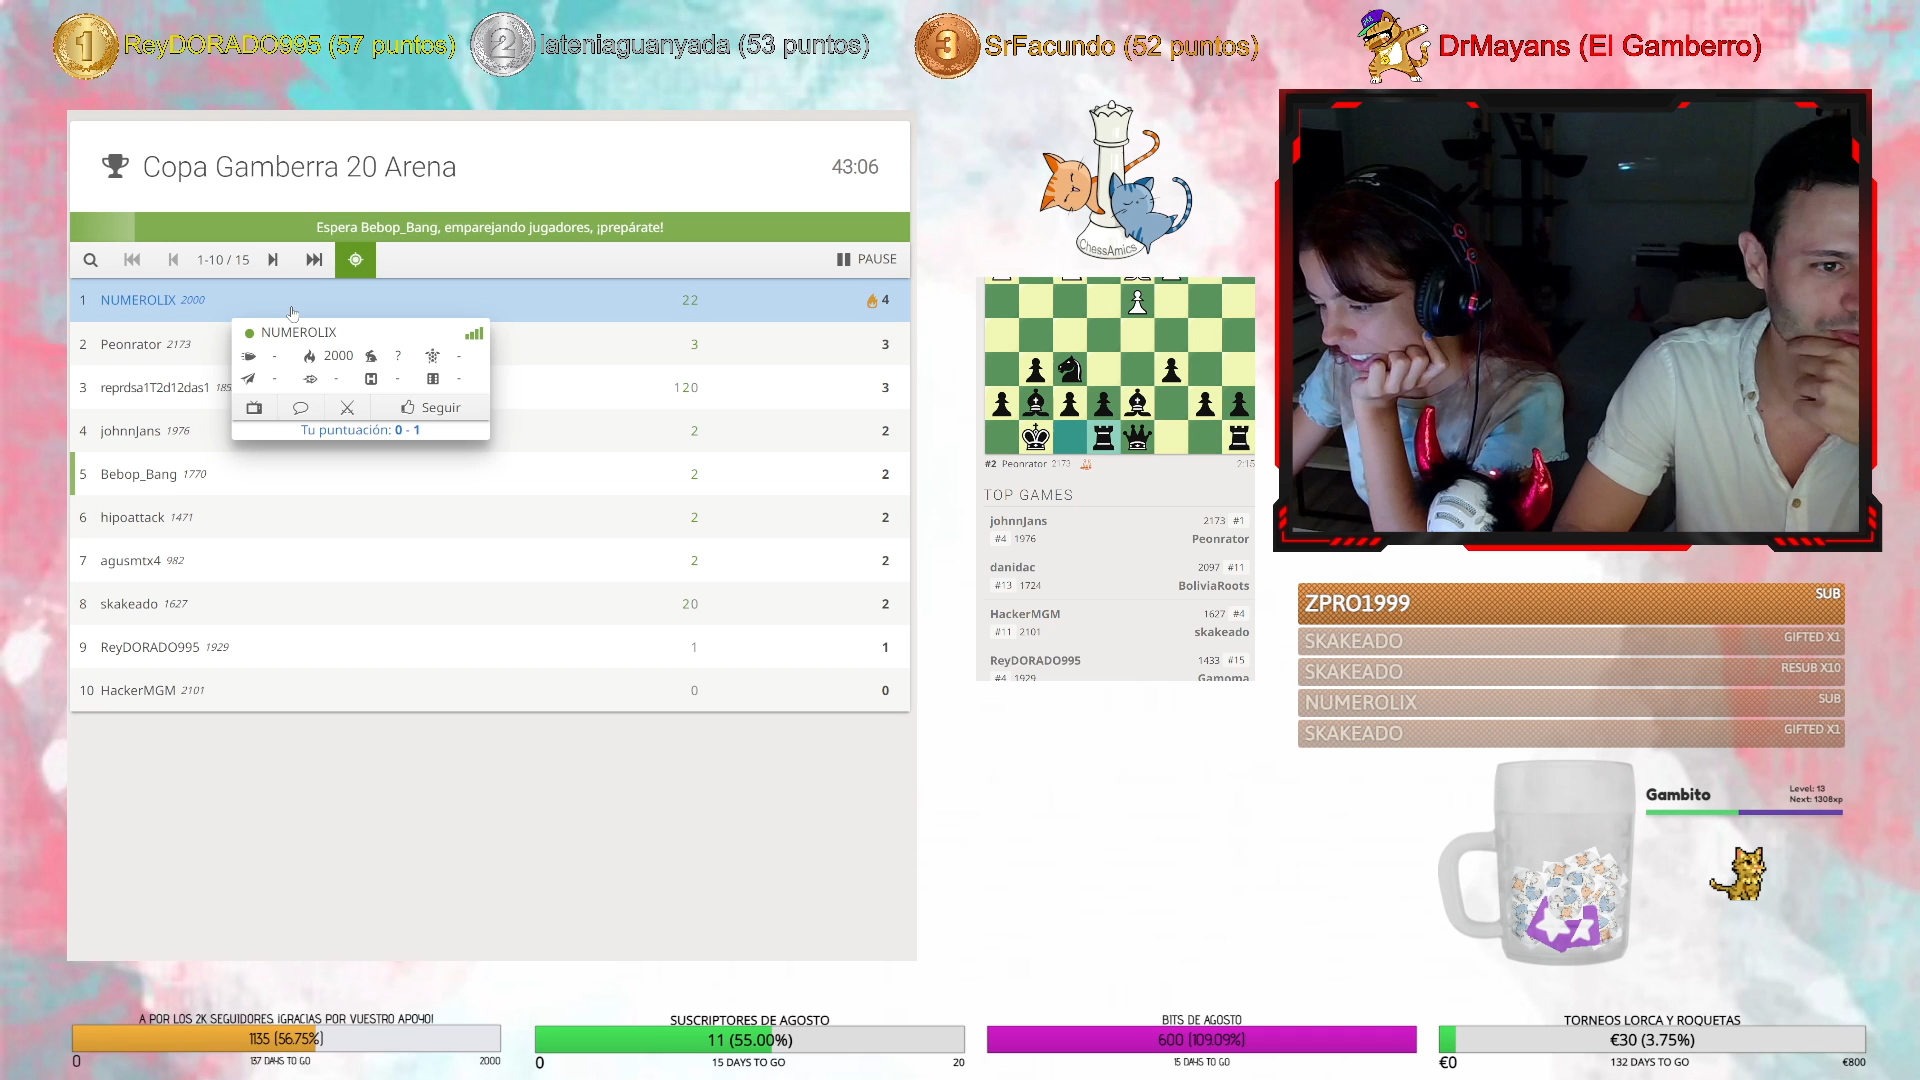 ReyDORADO995 (57 puntos)
lateniaguanyada (53 puntos)
SrFacundo (52 puntos)
DrMayans (El Gamberro)
Copa Gamberra 20 Arena
43:06
Espera Bebop_Bang, emparejando jugadores, ¡prepárate!
1-10 / 15
PAUSE
1 NUMEROLIX 2000 22 4
NUMEROLIX
- 2000 ? -
- - - -
Seguir
Tu puntuación: 0 - 1
2 Peonrator 2173 3 3
3 reprdsa1T2d12das1 120 3
4 johnnJans 1976 2 2
5 Bebop_Bang 1770 2 2
6 hipoattack 1471 2 2
7 agusmtx4 982 2 2
8 skakeado 1627 20 2
9 ReyDORADO995 1929 1 1
10 HackerMGM 2101 0 0
ChessAmics
#2 Peonrator 2173 2:15
TOP GAMES
johnnJans 2173 #1
#4 1976 Peonrator
danidac 2097 #11
#13 1724 BoliviaRoots
HackerMGM 1627 #4
#11 2101 skakeado
ReyDORADO995 1433 #15
#4 1929 Gamoma
ZPRO1999 SUB
SKAKEADO GIFTED X1
SKAKEADO RESUB X10
NUMEROLIX SUB
SKAKEADO GIFTED X1
Gambito
Level: 13
Next: 1308xp
A POR LOS 2K SEGUIDORES ¡GRACIAS POR VUESTRO APOYO!
1135 (56.75%)
0 137 DAYS TO GO 2000
SUSCRIPTORES DE AGOSTO
11 (55.00%)
0 15 DAYS TO GO 20
BITS DE AGOSTO
600 (109.09%)
15 DAYS TO GO
TORNEOS LORCA Y ROQUETAS
€30 (3.75%)
€0 132 DAYS TO GO €800